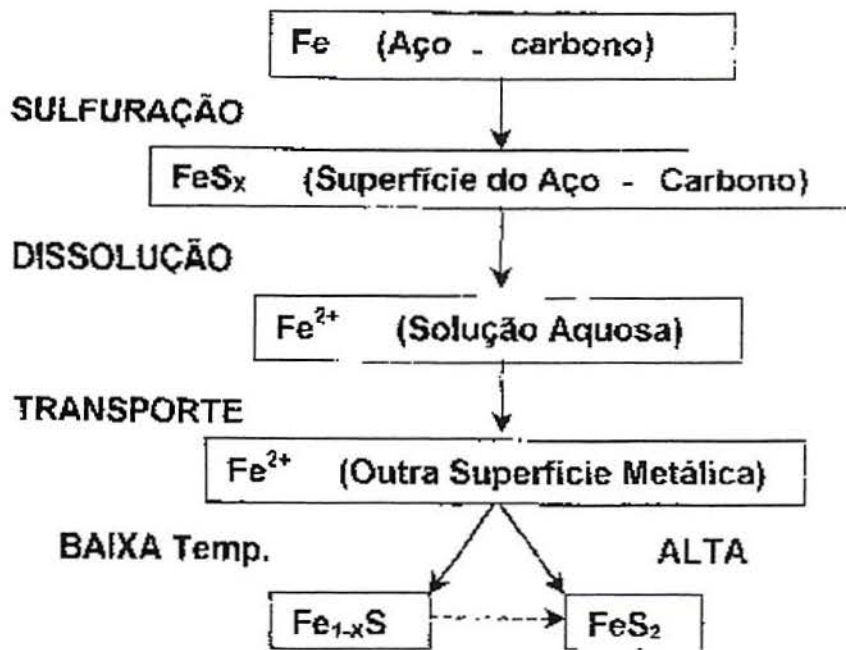 Fe (Aço - carbono)
SULFURAÇÃO
FeSₓ (Superfície do Aço - Carbono)
DISSOLUÇÃO
Fe²⁺ (Solução Aquosa)
TRANSPORTE
Fe²⁺ (Outra Superfície Metálica)
BAIXA Temp. ALTA
Fe₁₋ₓS FeS₂